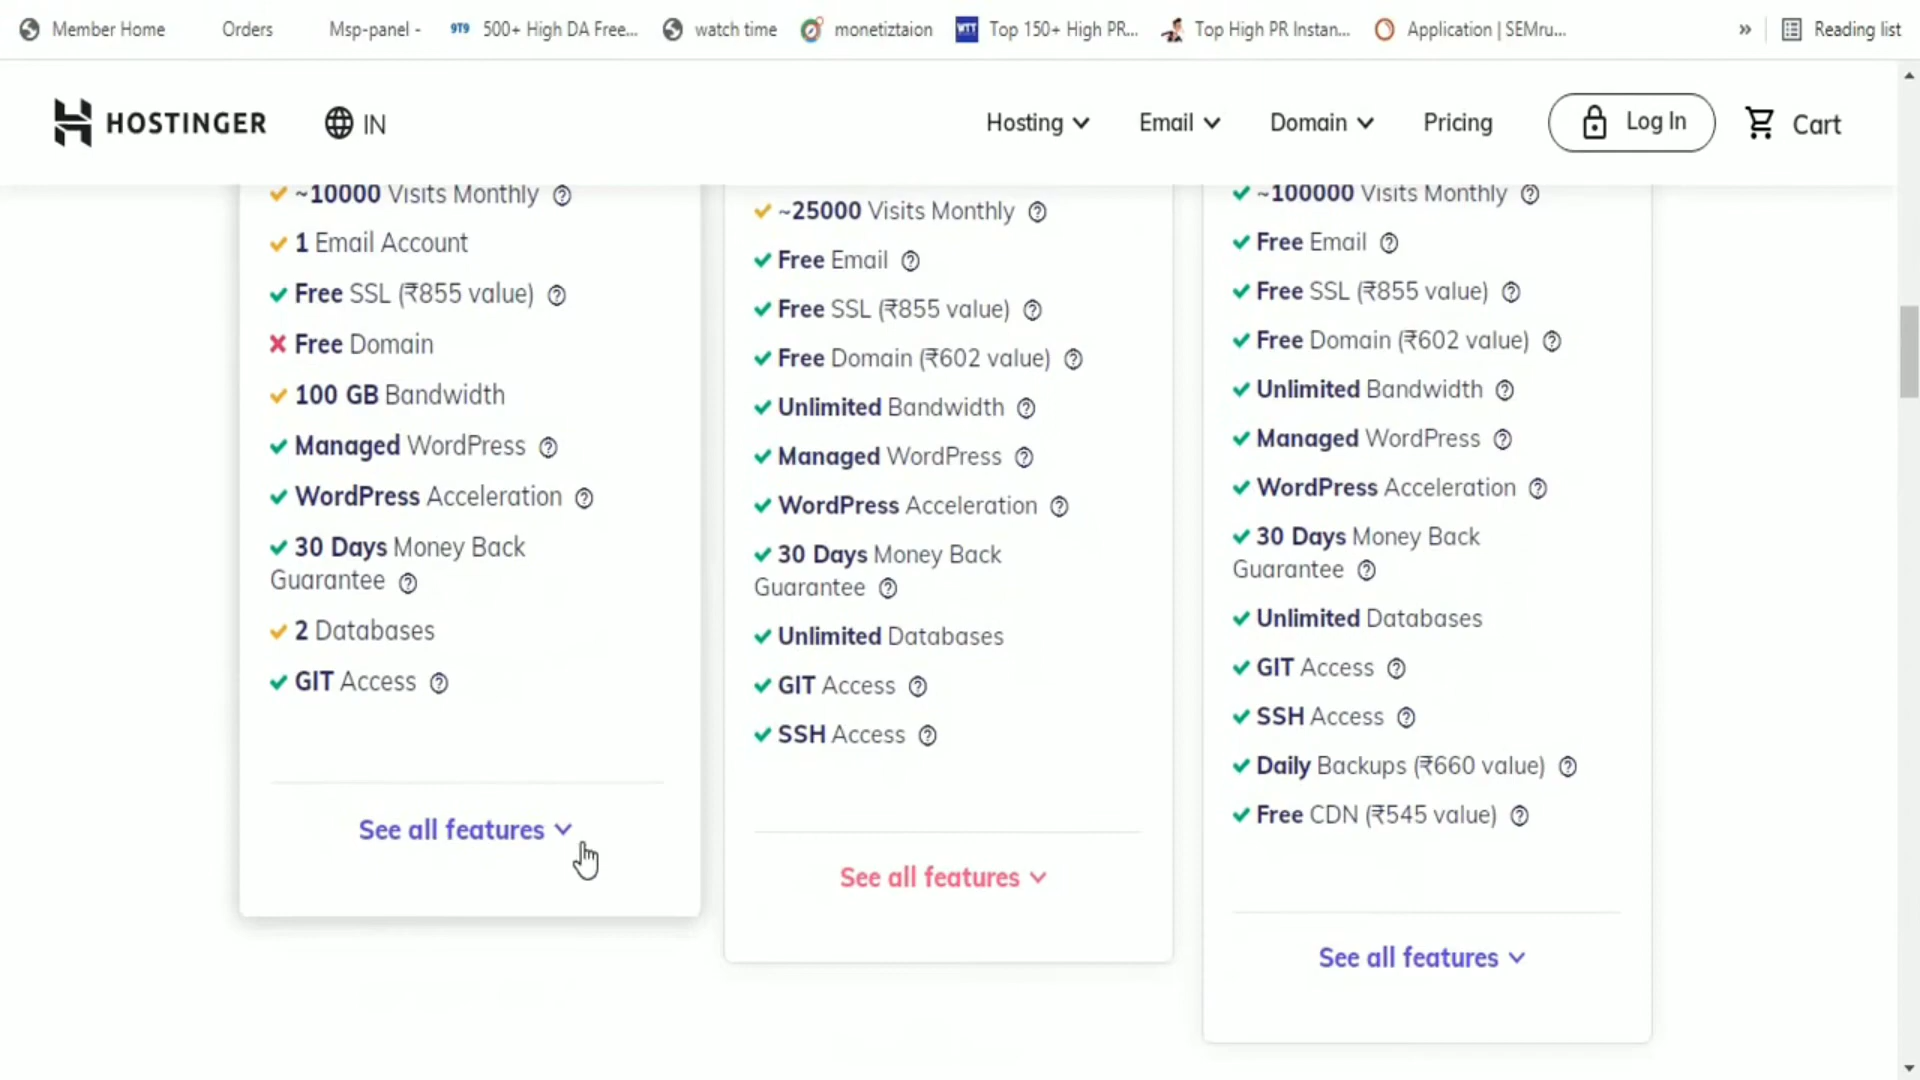 Member Home Orders Msp-panel - 9T9 500+ High DA Free... watch time monetiztaion WTT Top 150+ High PR... Top High PR Instan... Application | SEMru... » Reading list
HOSTINGER IN Hosting Email Domain Pricing Log In Cart
~10000 Visits Monthly
1 Email Account
Free SSL (₹855 value)
Free Domain
100 GB Bandwidth
Managed WordPress
WordPress Acceleration
30 Days Money Back
Guarantee
2 Databases
GIT Access
See all features
~25000 Visits Monthly
Free Email
Free SSL (₹855 value)
Free Domain (₹602 value)
Unlimited Bandwidth
Managed WordPress
WordPress Acceleration
30 Days Money Back
Guarantee
Unlimited Databases
GIT Access
SSH Access
See all features
~100000 Visits Monthly
Free Email
Free SSL (₹855 value)
Free Domain (₹602 value)
Unlimited Bandwidth
Managed WordPress
WordPress Acceleration
30 Days Money Back
Guarantee
Unlimited Databases
GIT Access
SSH Access
Daily Backups (₹660 value)
Free CDN (₹545 value)
See all features